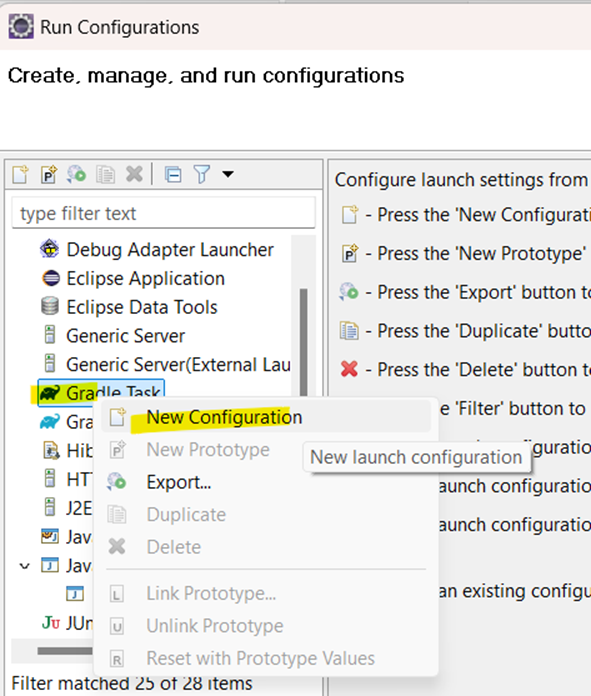 Run Configurations
Create, manage, and run configurations
type filter text
Debug Adapter Launcher
Eclipse Application
Eclipse Data Tools
Generic Server
Generic Server(External Lau
Gradle Task
Gra
Hib
HT
J2E
Jav
Jav
JUn
Filter matched 25 of 28 items
New Configuration
New Prototype
Export...
Duplicate
Delete
Link Prototype...
Unlink Prototype
Reset with Prototype Values
New launch configuration
Configure launch settings from
- Press the 'New Configurati
- Press the 'New Prototype'
- Press the 'Export' button to
- Press the 'Duplicate' butto
- Press the 'Delete' button to
e 'Filter' button to
guratio
aunch configuratio
aunch configuratio
an existing configu